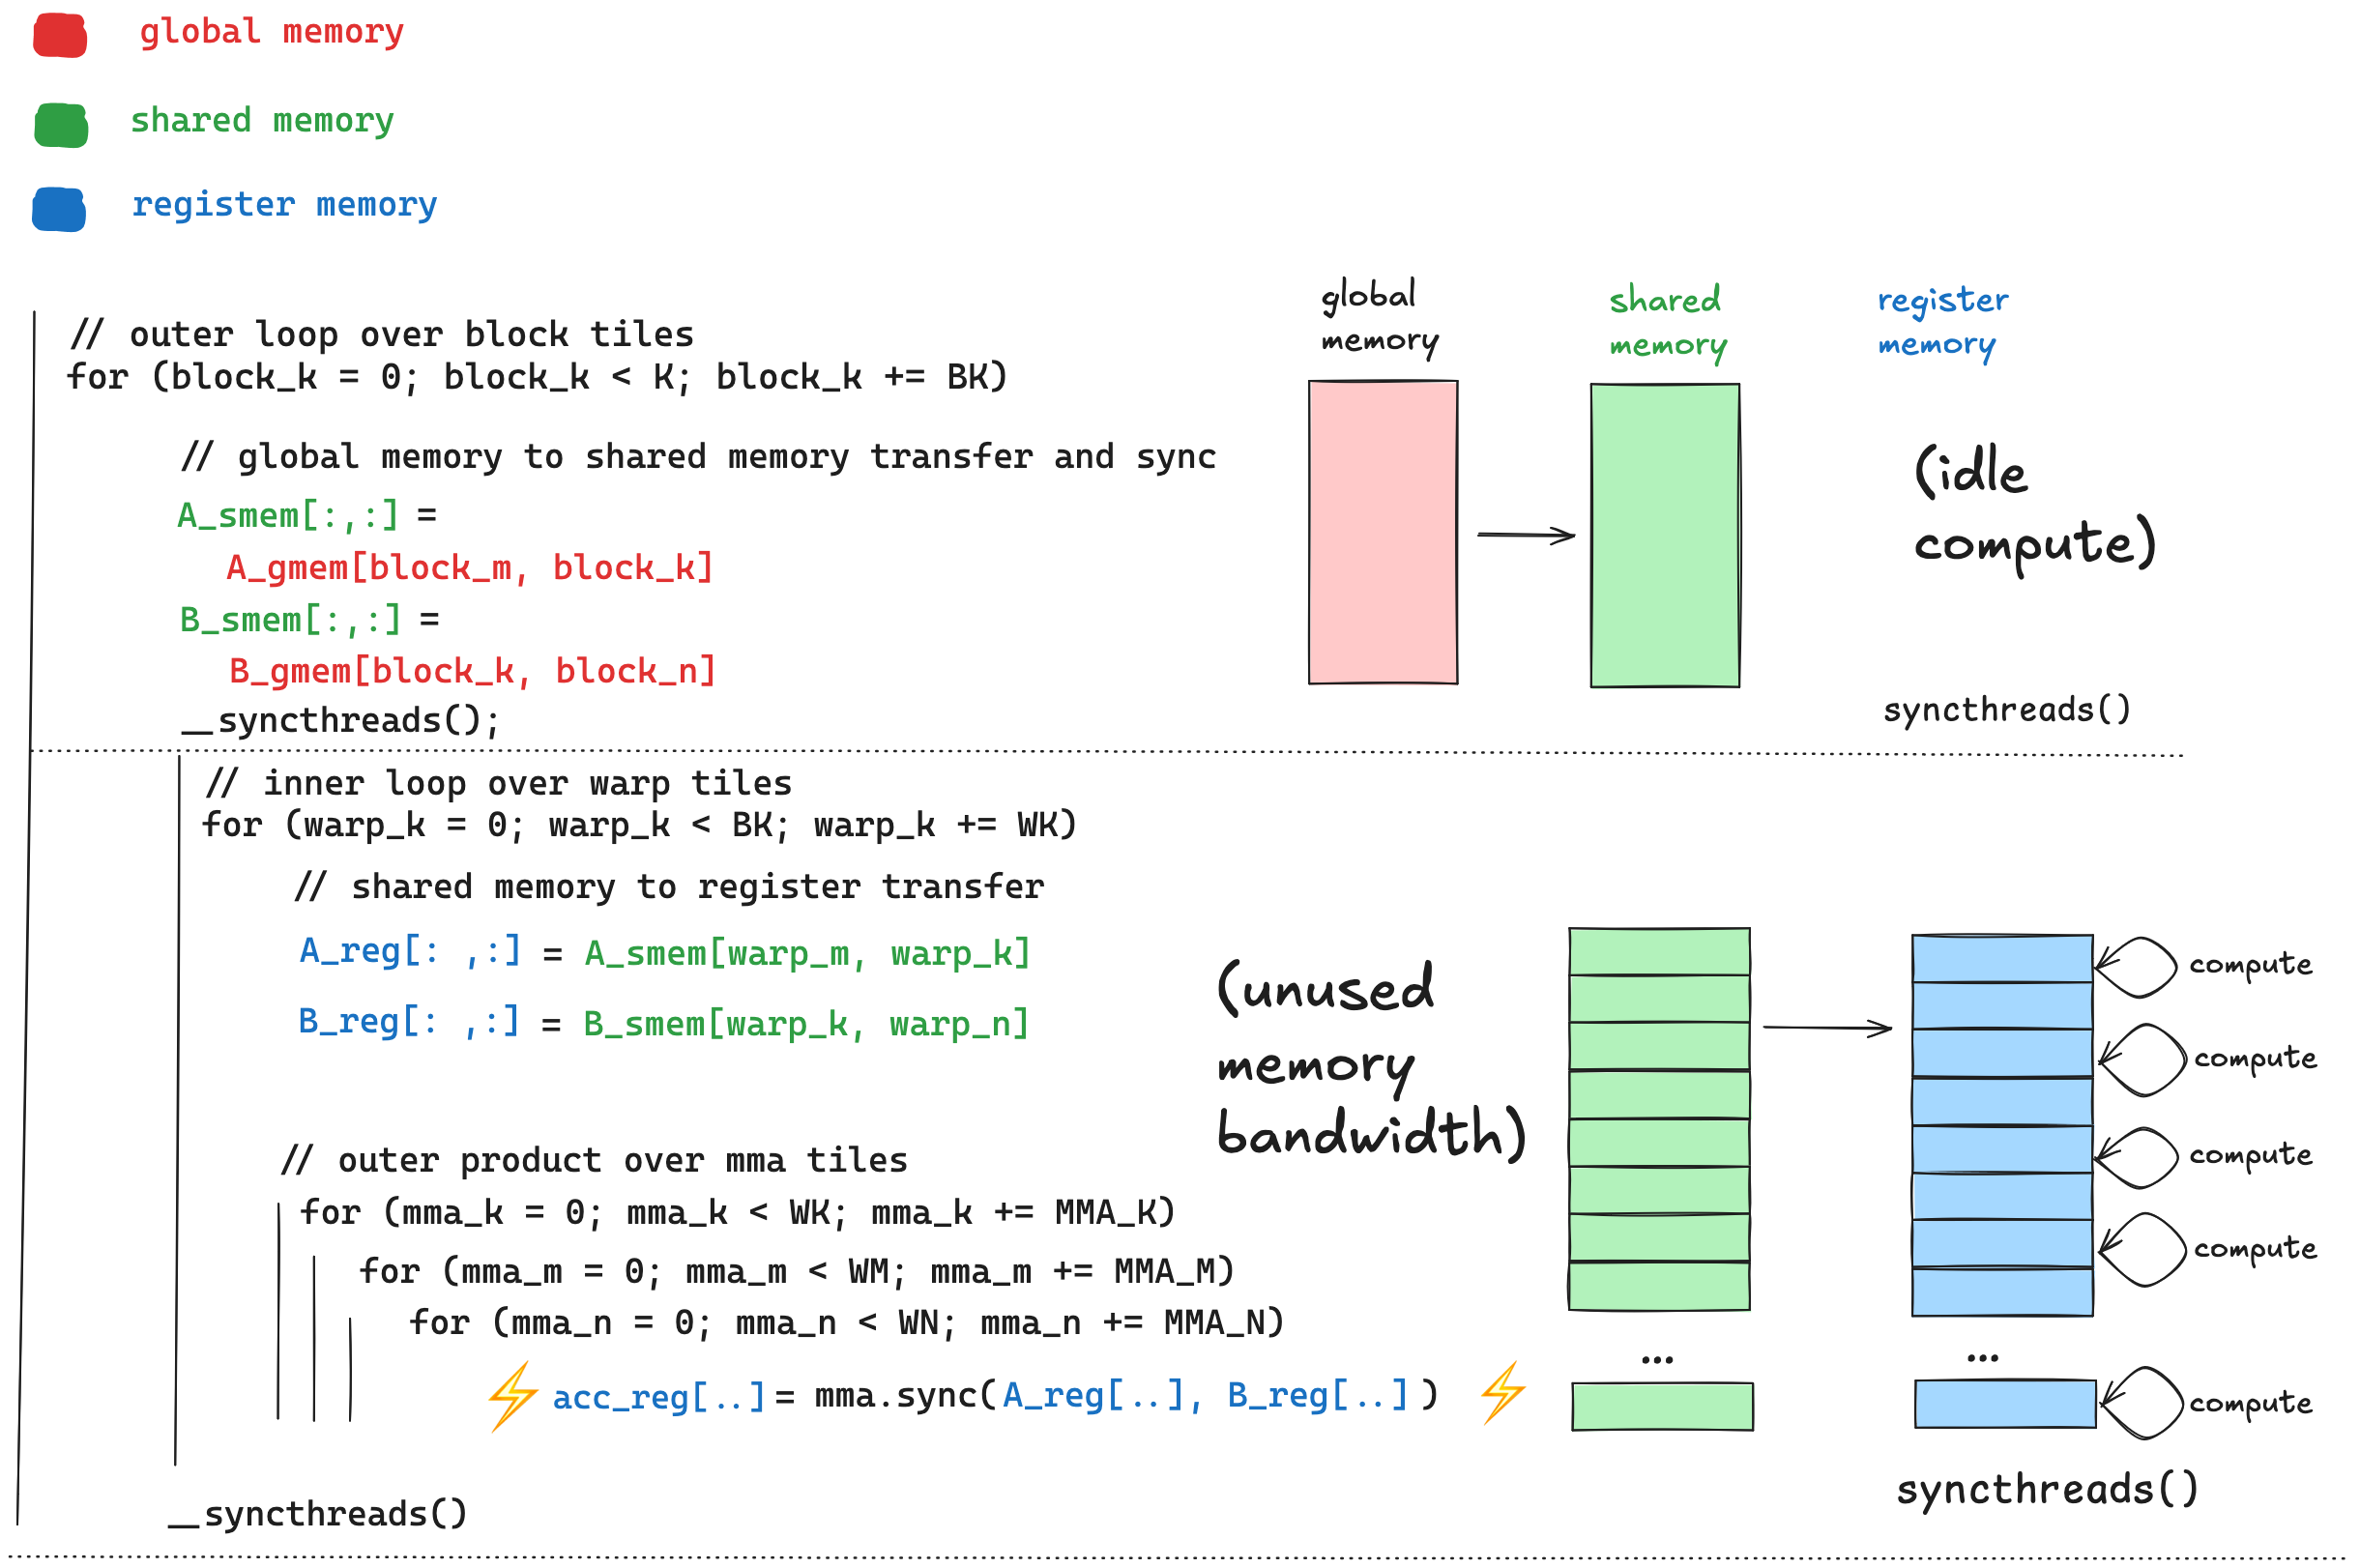 global memory
shared memory
register memory
// outer loop over block tiles
for (block_k = 0; block_k < K; block_k += BK)
// global memory to shared memory transfer and sync
A_smem[:,:] =
A_gmem[block_m, block_k]
B_smem[:,:] =
B_gmem[block_k, block_n]
__syncthreads();
global
memory
shared
memory
register
memory
(idle
compute)
syncthreads()
// inner loop over warp tiles
for (warp_k = 0; warp_k < BK; warp_k += WK)
// shared memory to register transfer
A_reg[: ,:] = A_smem[warp_m, warp_k]
B_reg[: ,:] = B_smem[warp_k, warp_n]
// outer product over mma tiles
for (mma_k = 0; mma_k < WK; mma_k += MMA_K)
for (mma_m = 0; mma_m < WM; mma_m += MMA_M)
for (mma_n = 0; mma_n < WN; mma_n += MMA_N)
⚡ acc_reg[..] = mma.sync(A_reg[..], B_reg[..]) ⚡
__syncthreads()
(unused
memory
bandwidth)
compute
compute
compute
compute
...
...
compute
syncthreads()